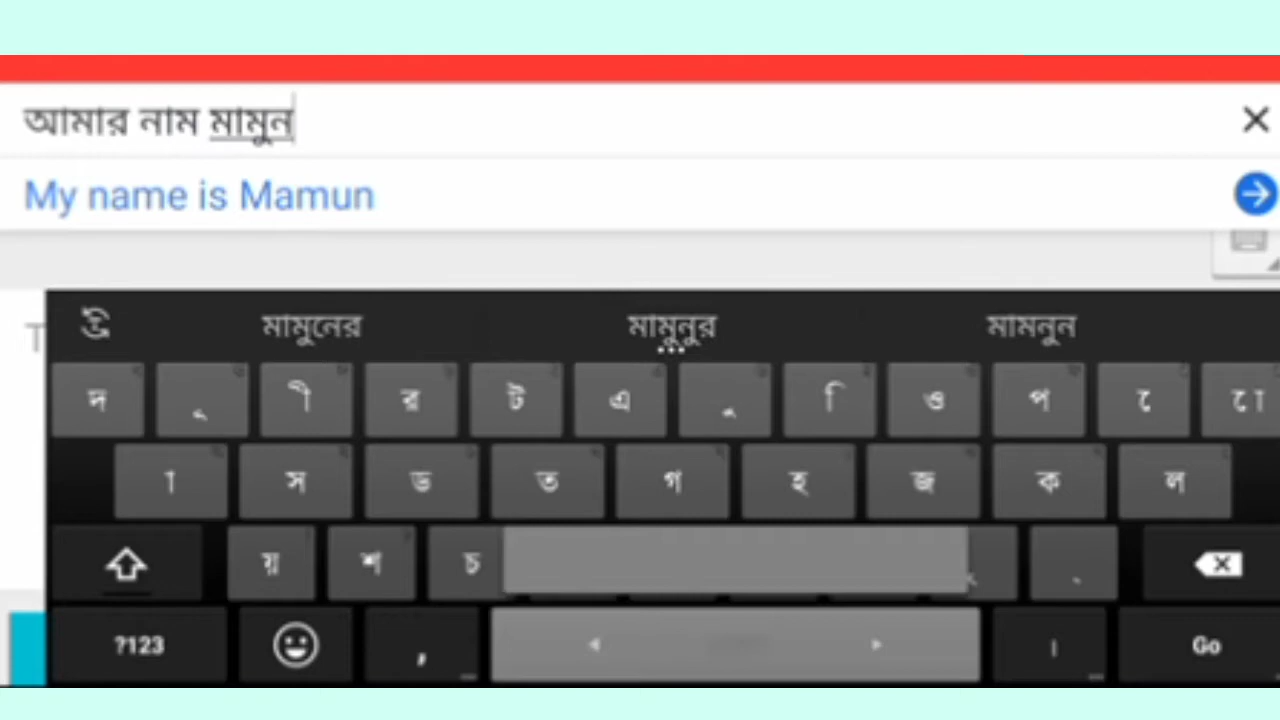 আমার নাম মামুন
My name is Mamun
T
মামুনের মামুনুর মামনুন
দ ূ ী র ট এ ু ি ও প ে ো
া স ড ত গ হ জ ক ল
য় শ চ ্
?123 , । Go